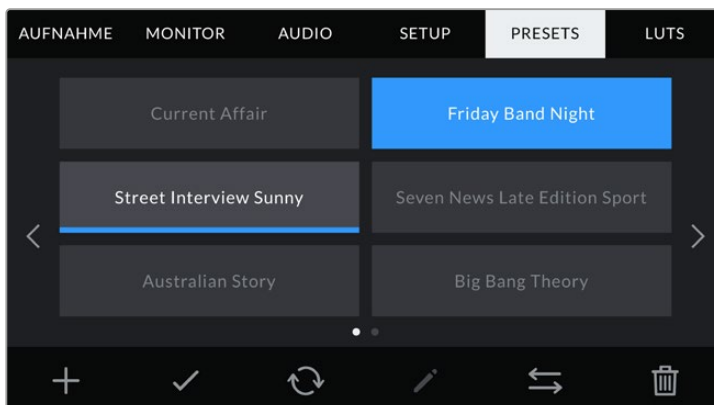 AUFNAHME MONITOR AUDIO SETUP PRESETS LUTS
Current Affair Friday Band Night
Street Interview Sunny Seven News Late Edition Sport
Australian Story Big Bang Theory